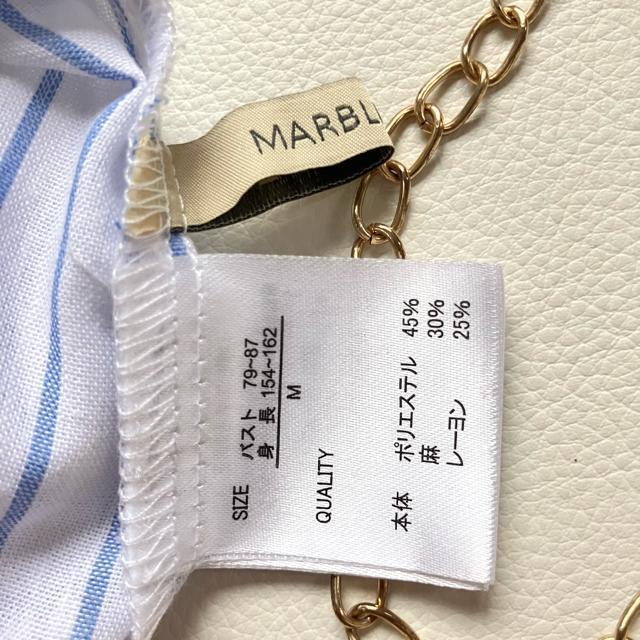 MARBL
SIZE
バスト 79~87
身長 154~162
M
QUALITY
本体 ポリエステル 45%
麻 30%
レーヨン 25%